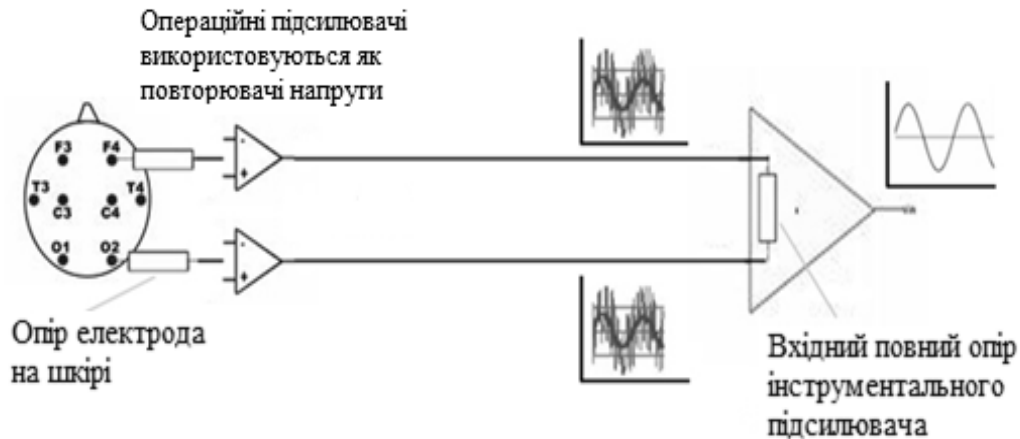 Операційні підсилювачі
використовуються як
повторювачі напруги
F3 F4
T3 T4
C3 C4
O1 O2
-
+
-
+
Опір електрода
на шкірі
Вхідний повний опір
інструментального
підсилювача